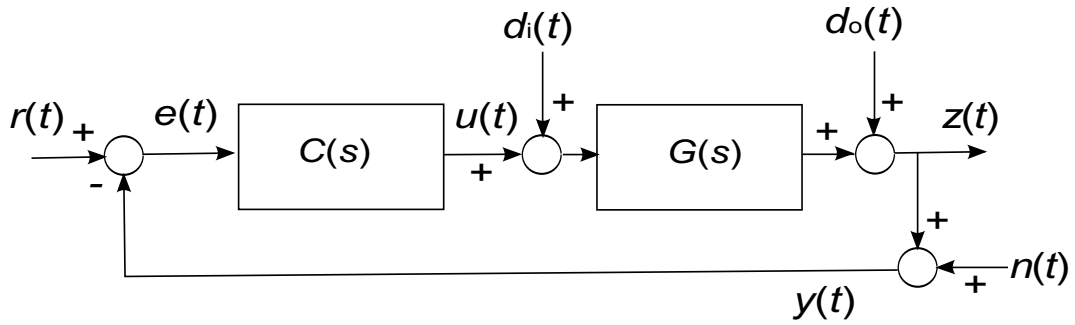 di(t)
do(t)
r(t)
+
e(t)
C(s)
u(t)
+
+
G(s)
+
+
z(t)
-
+
+
n(t)
y(t)